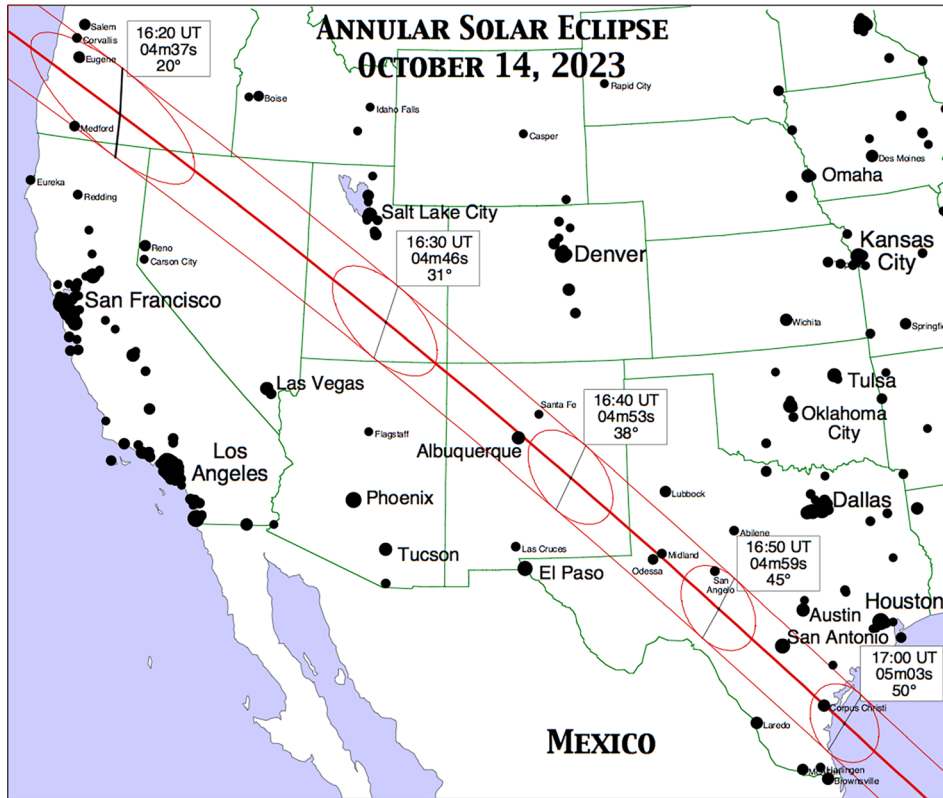 ANNULAR SOLAR ECLIPSE
OCTOBER 14, 2023
16:20 UT
04m37s
20°
Salem
Corvallis
Eugene
Medford
Boise
Idaho Falls
Rapid City
Casper
Des Moines
Omaha
Eureka
Redding
Salt Lake City
Reno
Carson City
16:30 UT
04m46s
31°
Denver
Kansas
City
San Francisco
Wichita
Las Vegas
Tulsa
16:40 UT
04m53s
38°
Santa Fe
Oklahoma
City
Flagstaff
Albuquerque
Los
Angeles
Phoenix
Lubbock
Dallas
Abilene
Tucson
Las Cruces
El Paso
Midland
Odessa
16:50 UT
04m59s
45°
San
Angelo
Austin
Houston
San Antonio
17:00 UT
05m03s
50°
Corpus Christi
Laredo
MEXICO
Harlingen
Brownsville